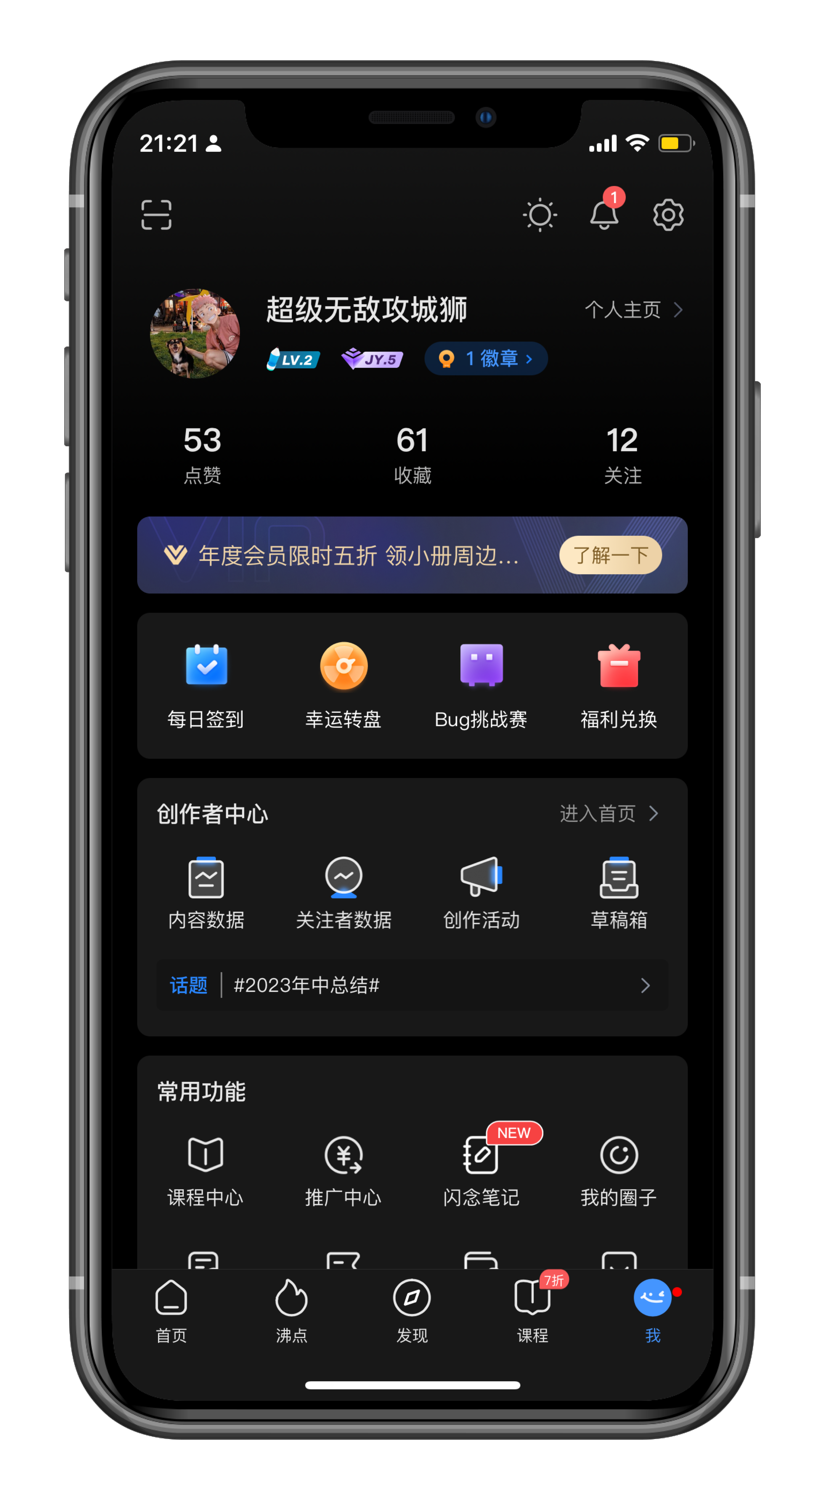 21:21
1
超级无敌攻城狮
个人主页
LV.2
JY.5
1 徽章
53
61
12
点赞
收藏
关注
VIP
年度会员限时五折 领小册周边...
了解一下
每日签到
幸运转盘
Bug挑战赛
福利兑换
创作者中心
进入首页
内容数据
关注者数据
创作活动
草稿箱
话题
#2023年中总结#
常用功能
NEW
课程中心
推广中心
闪念笔记
我的圈子
7折
首页
沸点
发现
课程
我